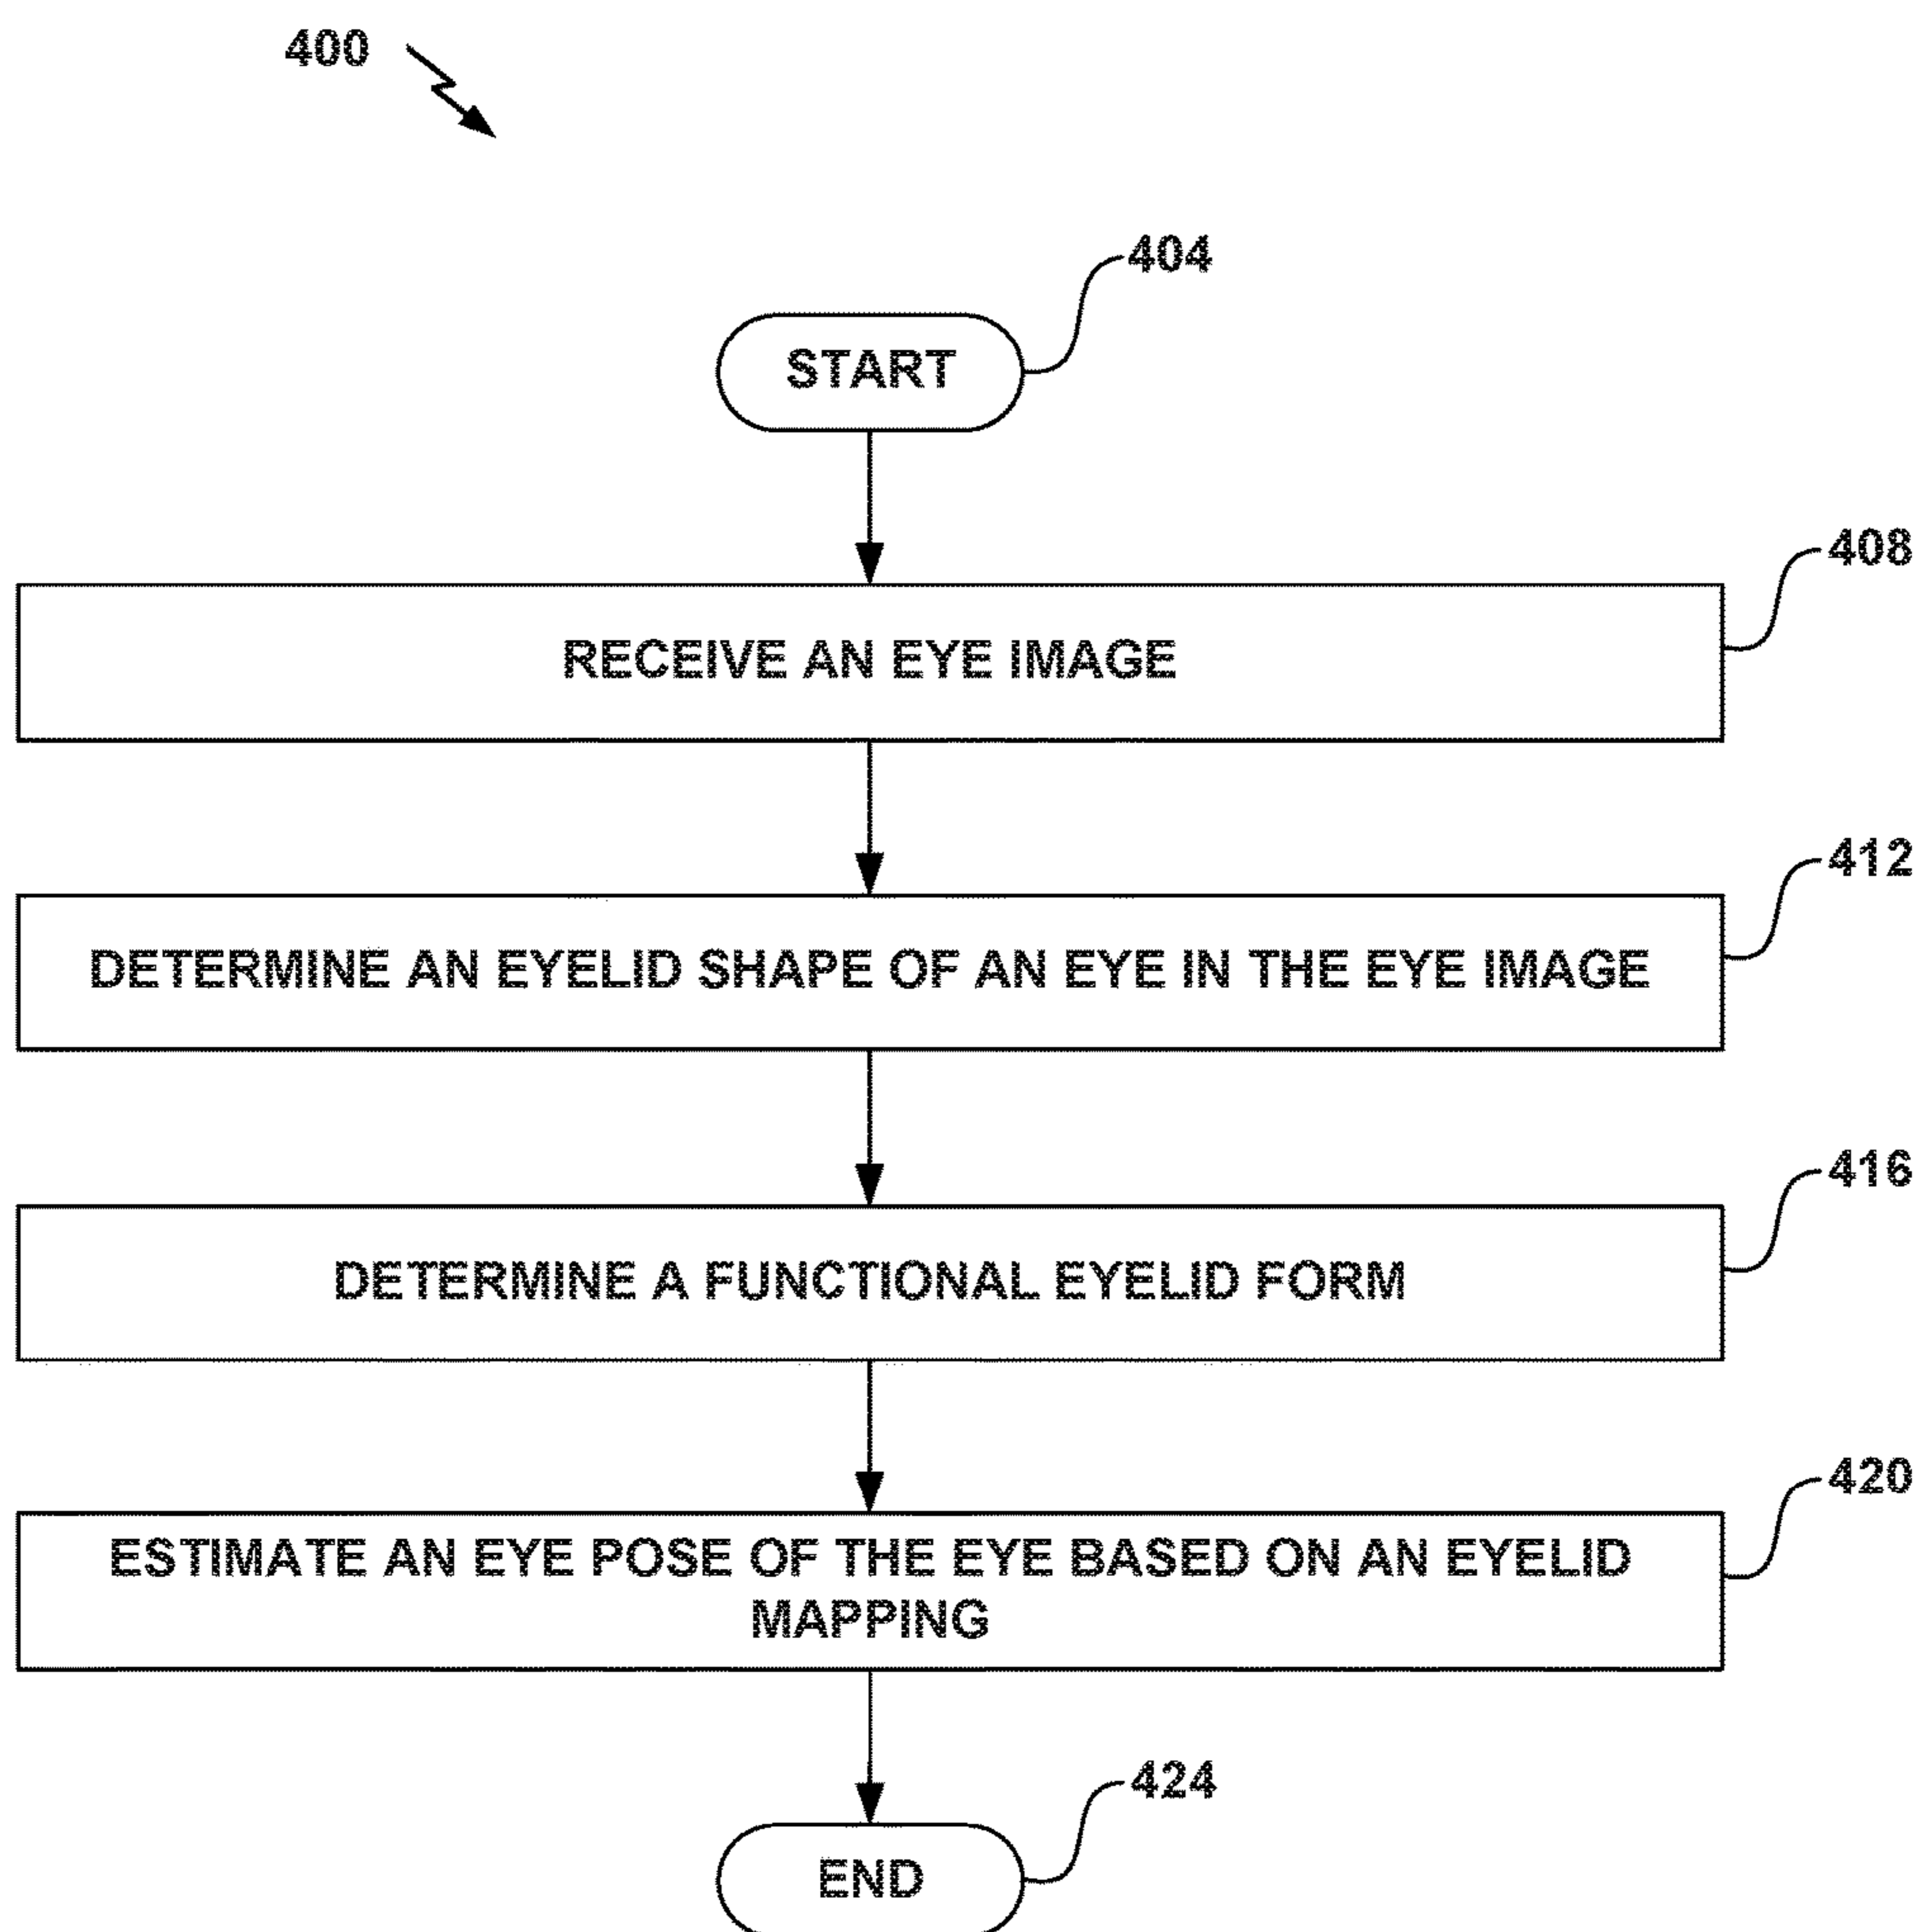 400
404
START
408
RECEIVE AN EYE IMAGE
412
DETERMINE AN EYELID SHAPE OF AN EYE IN THE EYE IMAGE
416
DETERMINE A FUNCTIONAL EYELID FORM
420
ESTIMATE AN EYE POSE OF THE EYE BASED ON AN EYELID
MAPPING
424
END